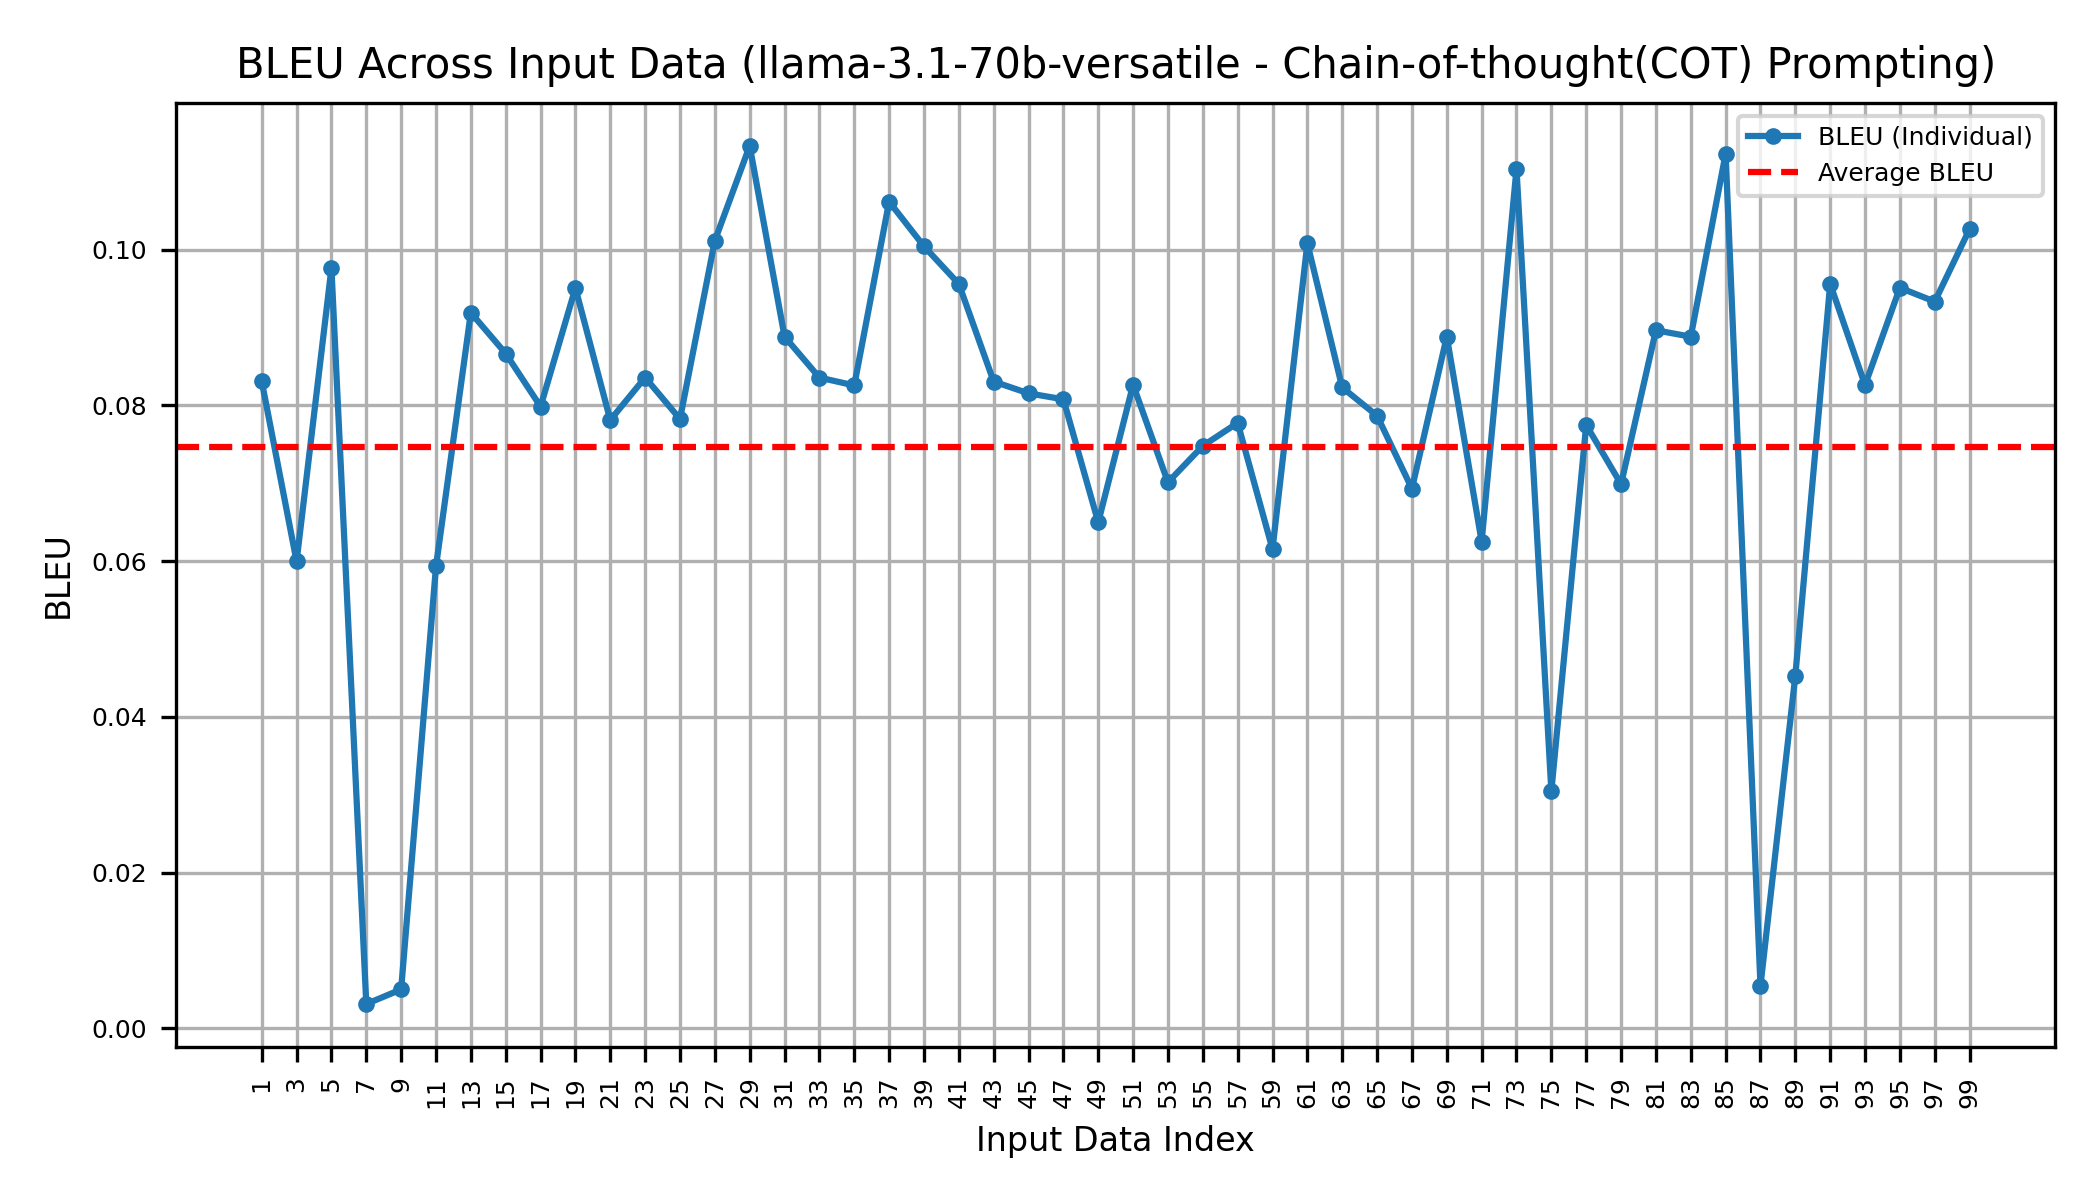 BLEU Across Input Data (llama-3.1-70b-versatile - Chain-of-thought(COT) Prompting)
BLEU (Individual)
Average BLEU
BLEU
0.10
0.08
0.06
0.04
0.02
0.00
1 3 5 7 9 11 13 15 17 19 21 23 25 27 29 31 33 35 37 39 41 43 45 47 49 51 53 55 57 59 61 63 65 67 69 71 73 75 77 79 81 83 85 87 89 91 93 95 97 99
Input Data Index